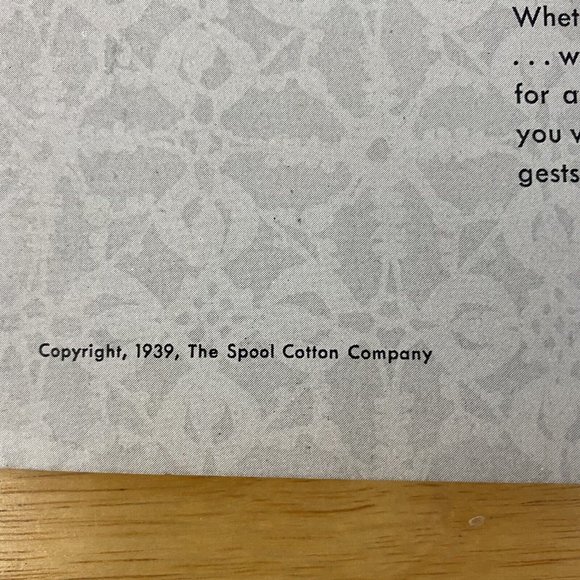 Whet
... w
for a
you v
gests
Copyright, 1939, The Spool Cotton Company